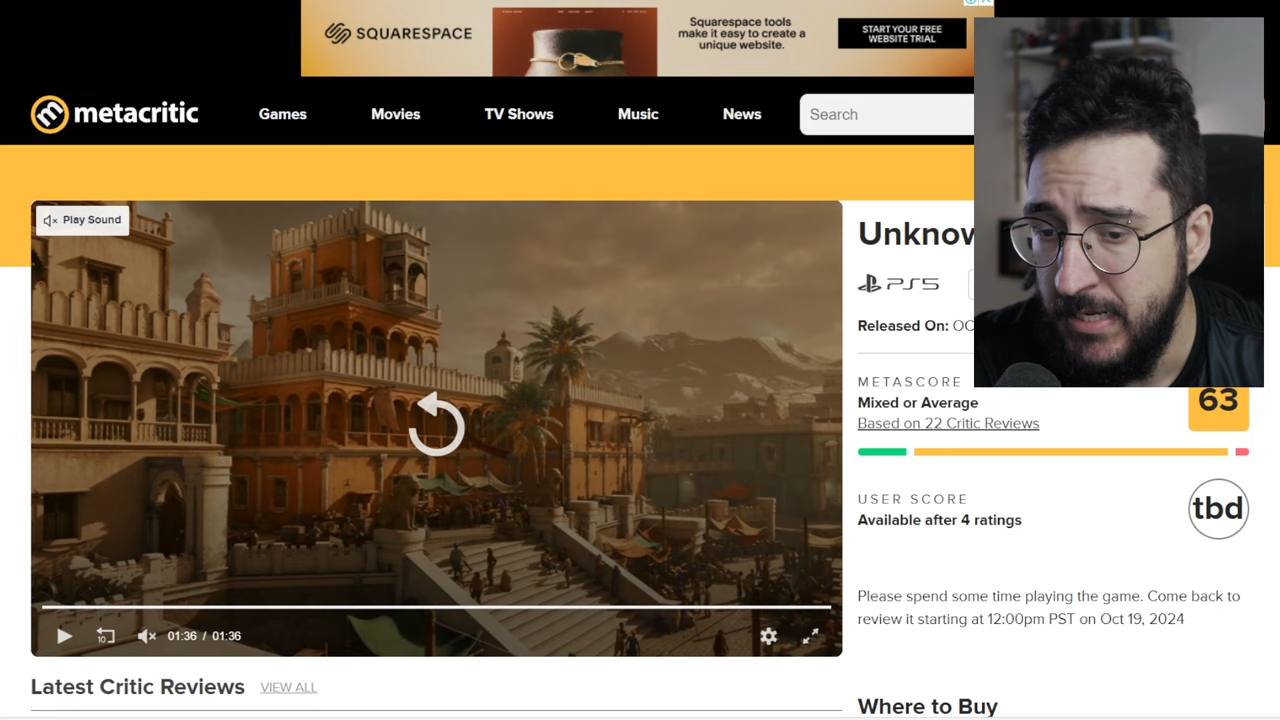 SQUARESPACE
Squarespace tools
make it easy to create a
unique website.
START YOUR FREE
WEBSITE TRIAL
metacritic
Games
Movies
TV Shows
Music
News
Search
Play Sound
PS5
Released On:
METASCORE
Mixed or Average
Based on 22 Critic Reviews
63
USER SCORE
Available after 4 ratings
tbd
Please spend some time playing the game. Come back to
review it starting at 12:00pm PST on Oct 19, 2024
10
01:36 / 01:36
Latest Critic Reviews
VIEW ALL
Where to Buy